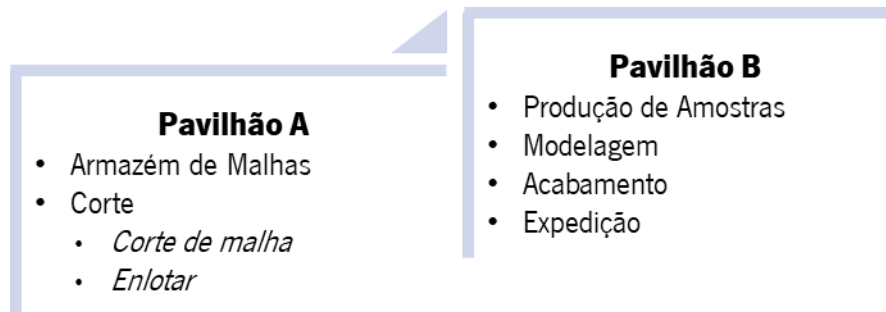 Pavilhão A
• Armazém de Malhas
• Corte
• Corte de malha
• Enlotar
Pavilhão B
• Produção de Amostras
• Modelagem
• Acabamento
• Expedição